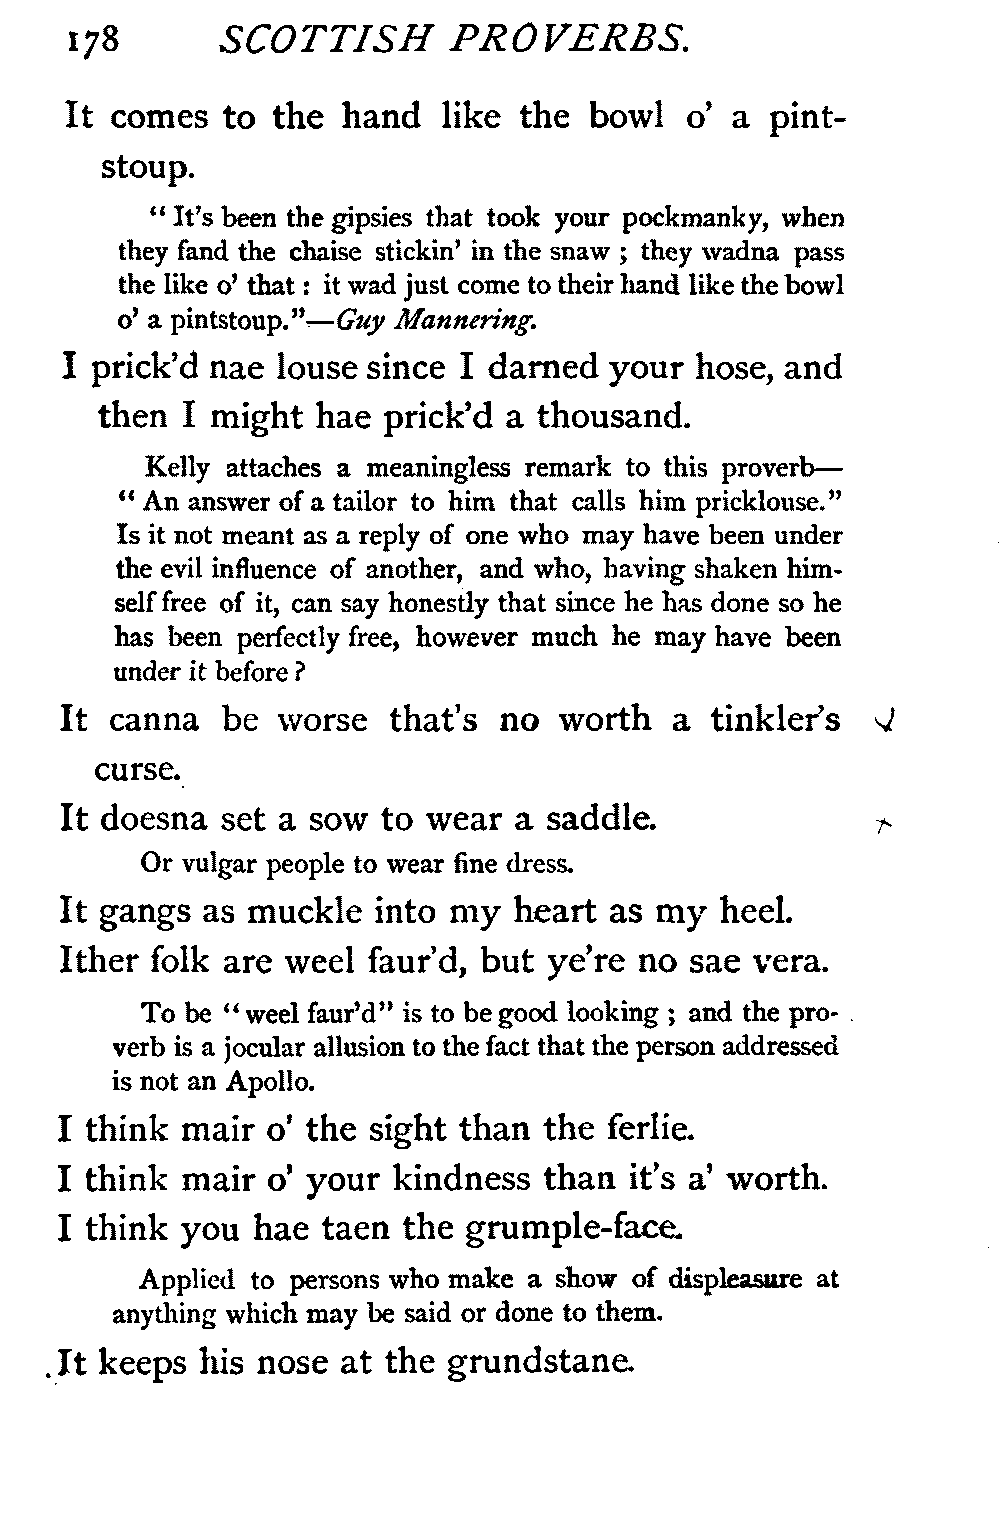 178 SCOTTISH PROVERBS.
It comes to the hand like the bowl o' a pint-
stoup.
"It's been the gipsies that took your pockmanky, when
they fand the chaise stickin' in the snaw ; they wadna pass
the like o' that : it wad just come to their hand like the bowl
o' a pintstoup."—Guy Mannering.
I prick'd nae louse since I darned your hose, and
then I might hae prick'd a thousand.
Kelly attaches a meaningless remark to this proverb—
"An answer of a tailor to him that calls him pricklouse."
Is it not meant as a reply of one who may have been under
the evil influence of another, and who, having shaken him-
self free of it, can say honestly that since he has done so he
has been perfectly free, however much he may have been
under it before ?
It canna be worse that's no worth a tinkler's
curse.
It doesna set a sow to wear a saddle.
Or vulgar people to wear fine dress.
It gangs as muckle into my heart as my heel.
Ither folk are weel faur'd, but ye're no sae vera.
To be "weel faur'd" is to be good looking ; and the pro-
verb is a jocular allusion to the fact that the person addressed
is not an Apollo.
I think mair o' the sight than the ferlie.
I think mair o' your kindness than it's a' worth.
I think you hae taen the grumple-face.
Applied to persons who make a show of displeasure at
anything which may be said or done to them.
It keeps his nose at the grundstane.